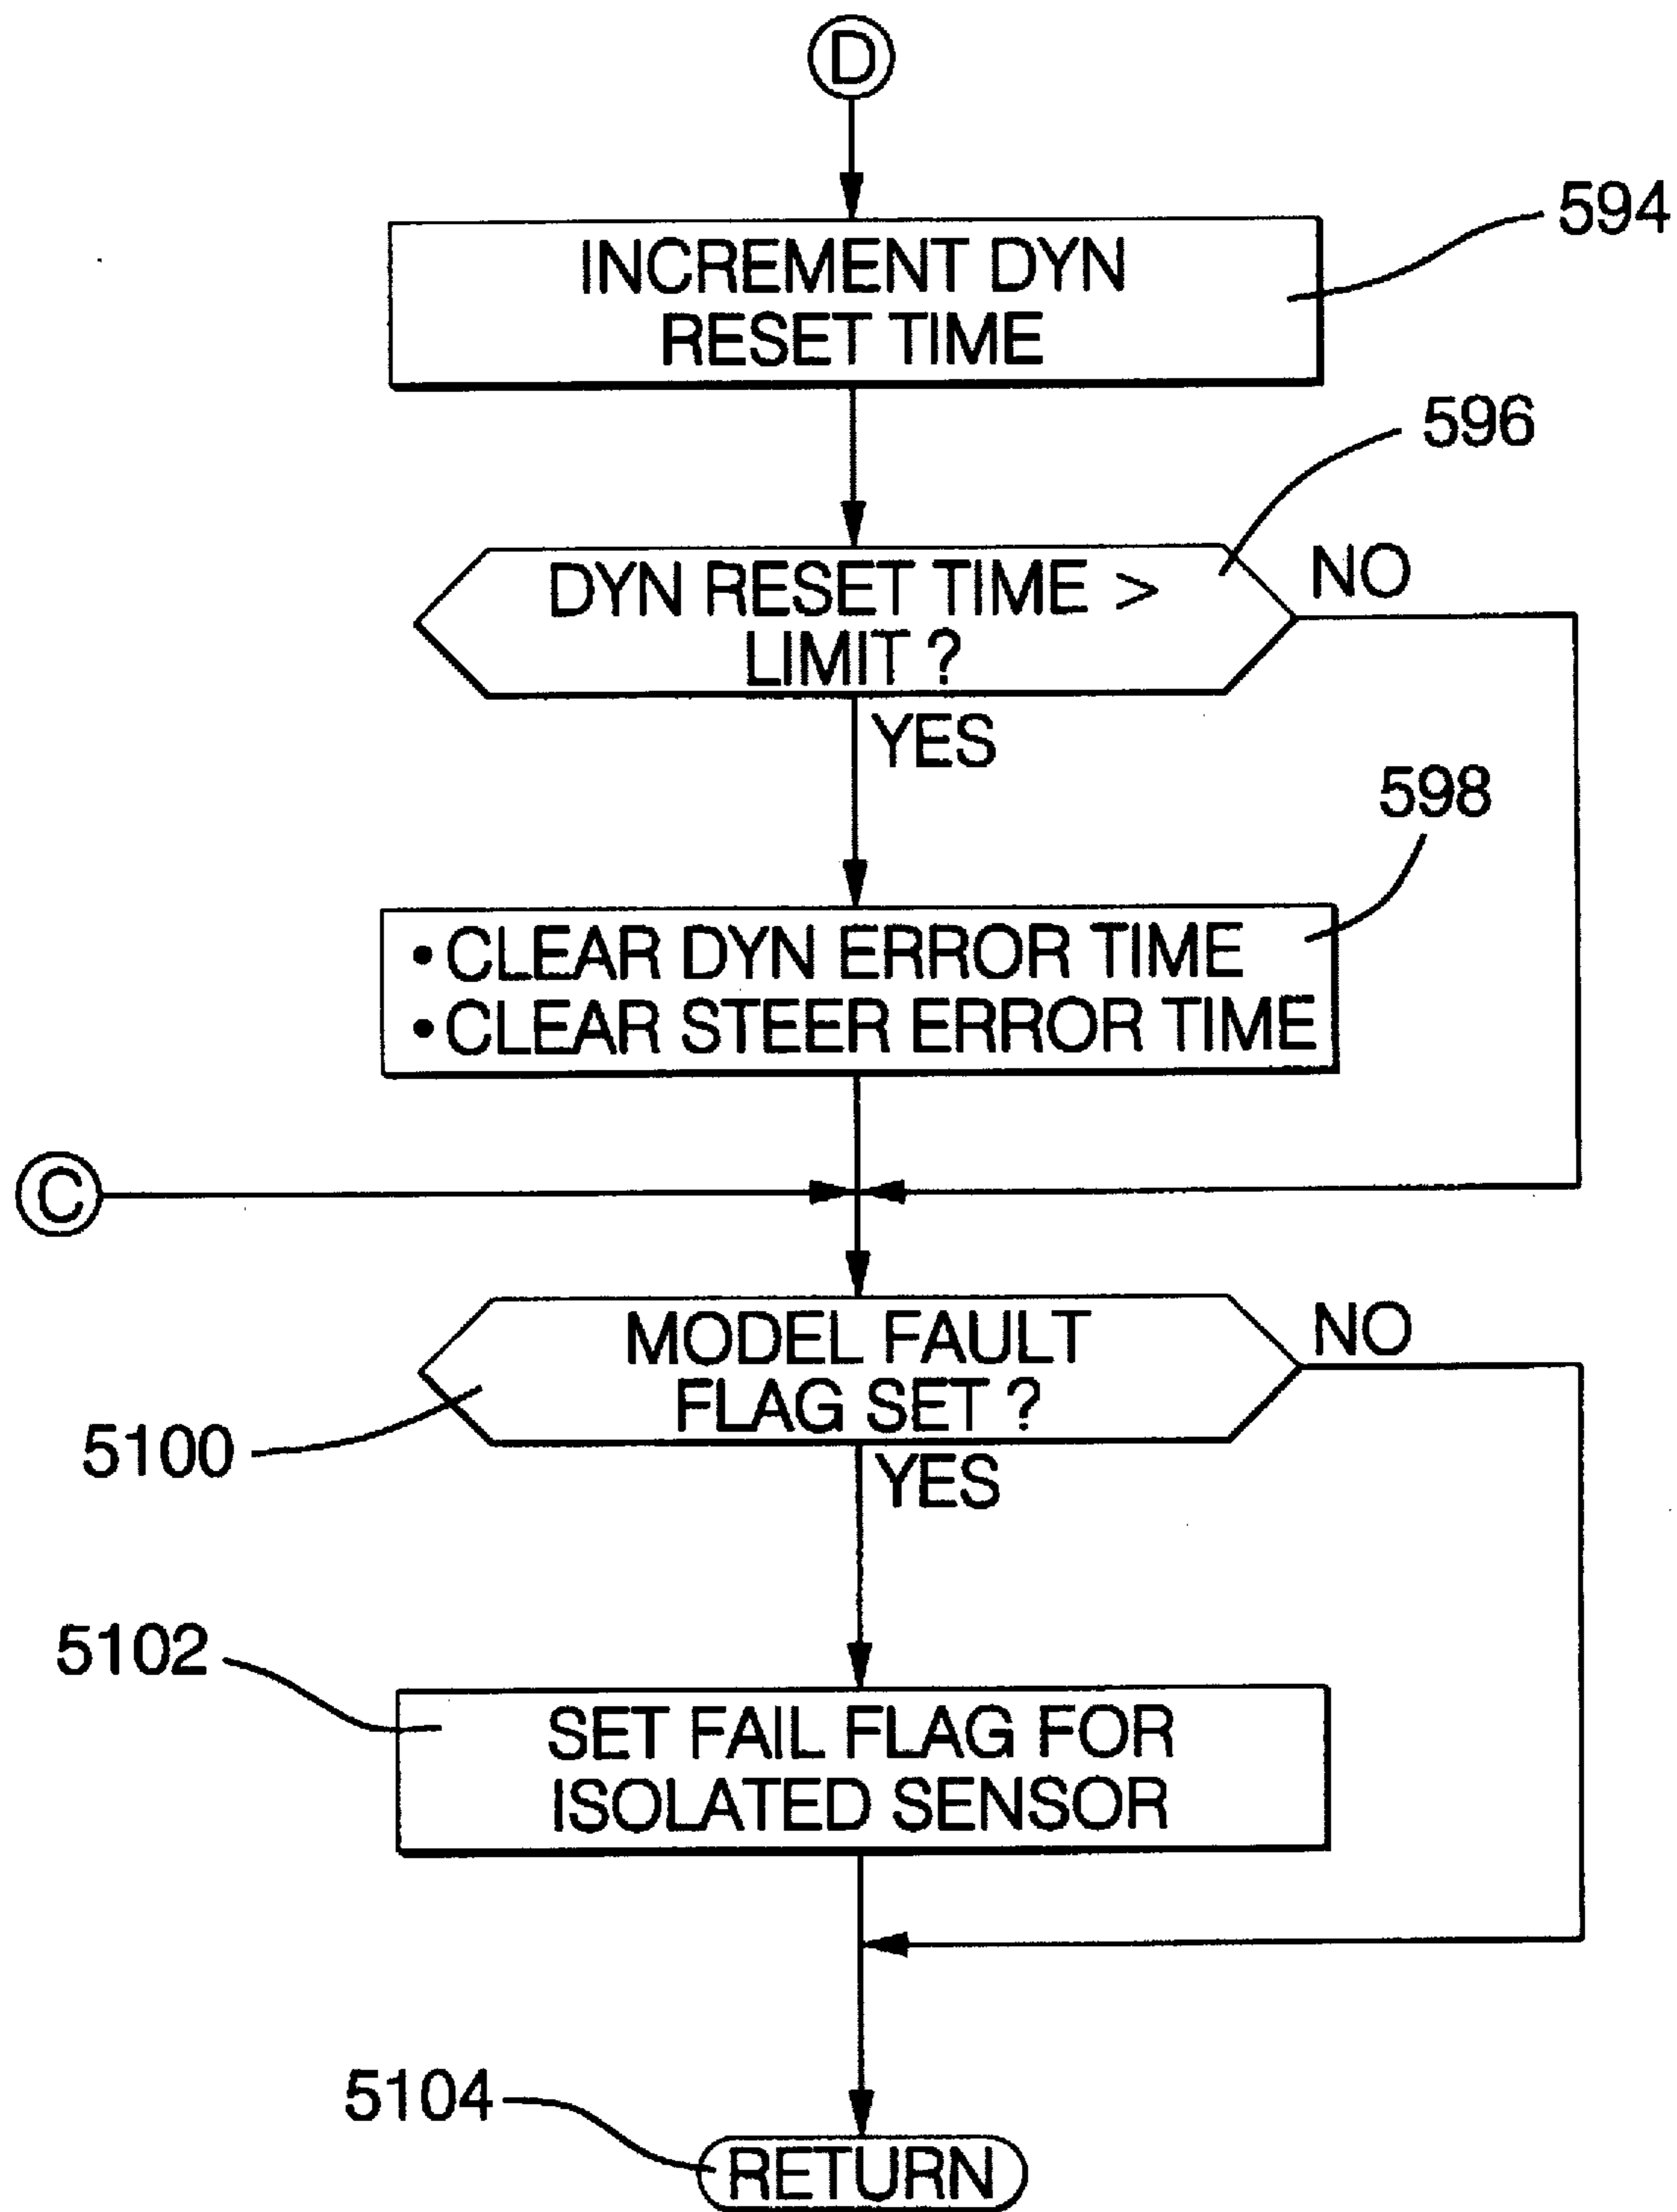 D
INCREMENT DYN
RESET TIME
594
596
DYN RESET TIME >
LIMIT ?
NO
YES
598
• CLEAR DYN ERROR TIME
• CLEAR STEER ERROR TIME
C
MODEL FAULT
FLAG SET ?
NO
5100
YES
5102
SET FAIL FLAG FOR
ISOLATED SENSOR
5104
RETURN